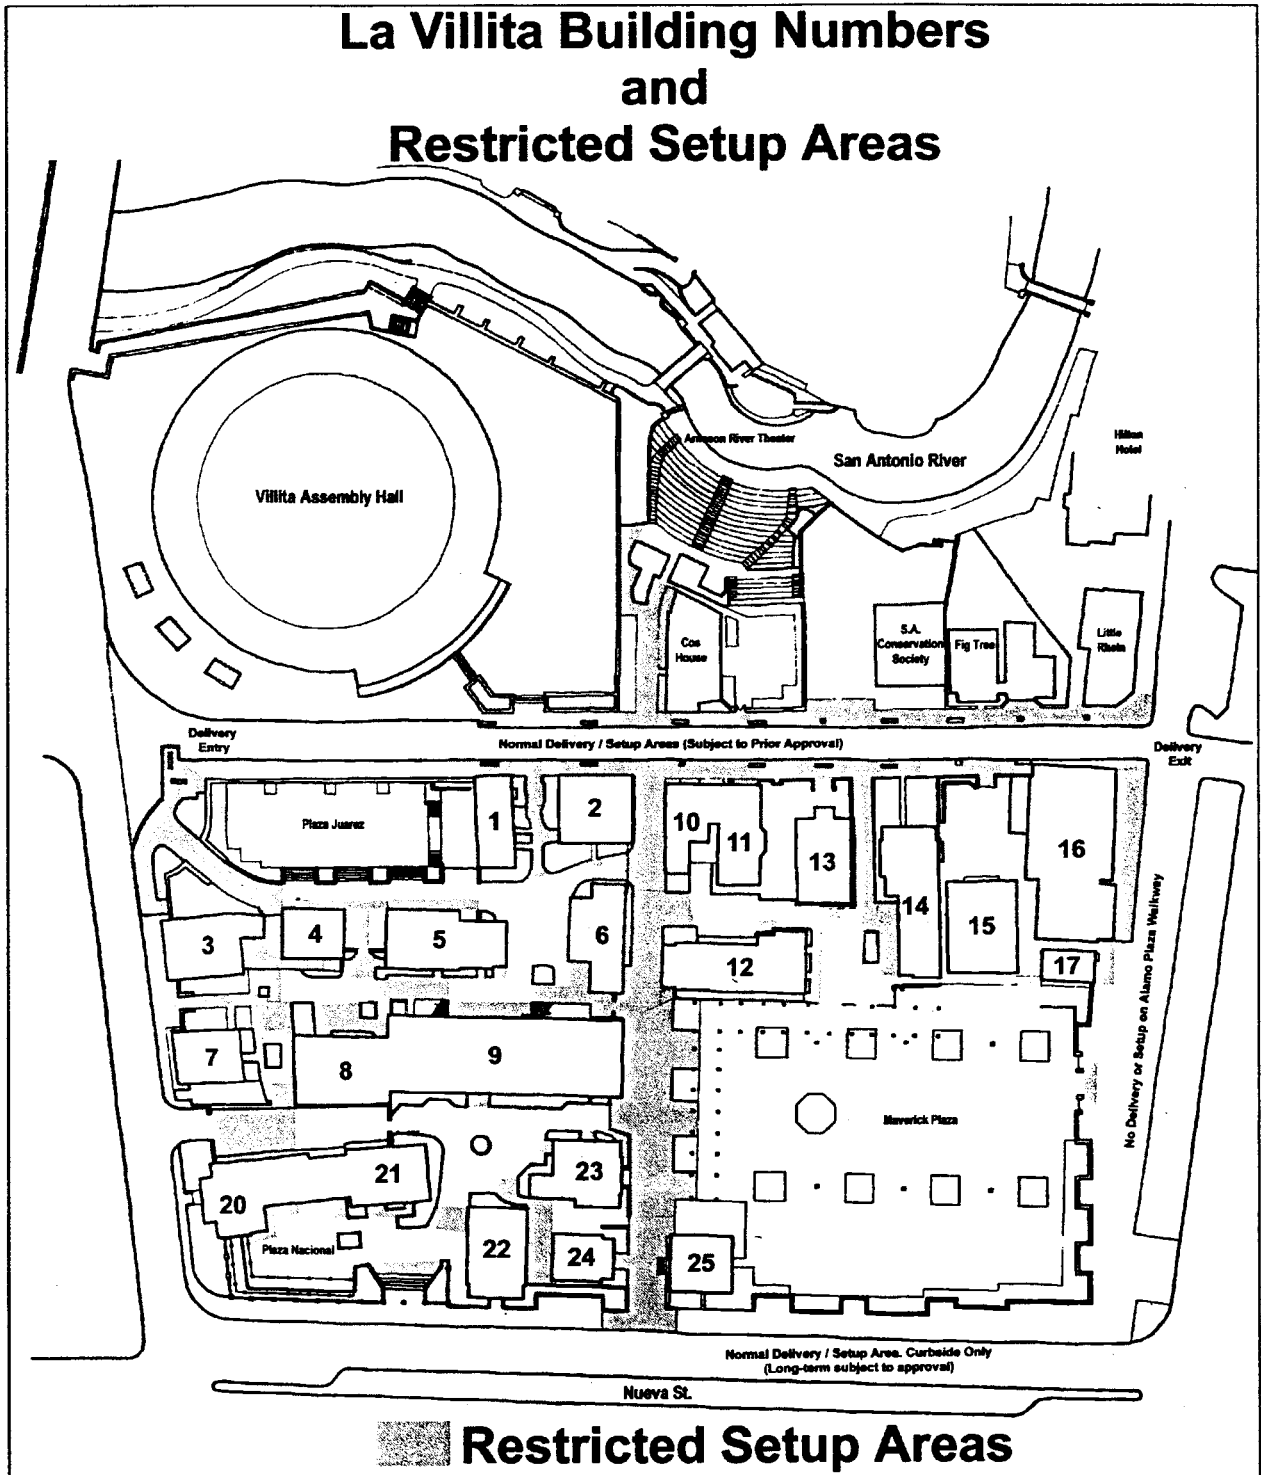 La Villita Building Numbers
and
Restricted Setup Areas
Arneson River Theater
San Antonio River
Hilton
Hotel
Villita Assembly Hall
Cos
House
S.A.
Conservation
Society
Fig Tree
Little
Rhein
Delivery
Entry
Normal Delivery / Setup Areas (Subject to Prior Approval)
Delivery
Exit
Plaza Juarez
1
2
10
11
13
14
15
16
3
4
5
6
12
17
No Delivery or Setup on Alamo Plaza Walkway
7
8
9
Maverick Plaza
20
21
23
Plaza Nacional
22
24
25
Normal Delivery / Setup Area. Curbside Only
(Long-term subject to approval)
Nueva St.
Restricted Setup Areas